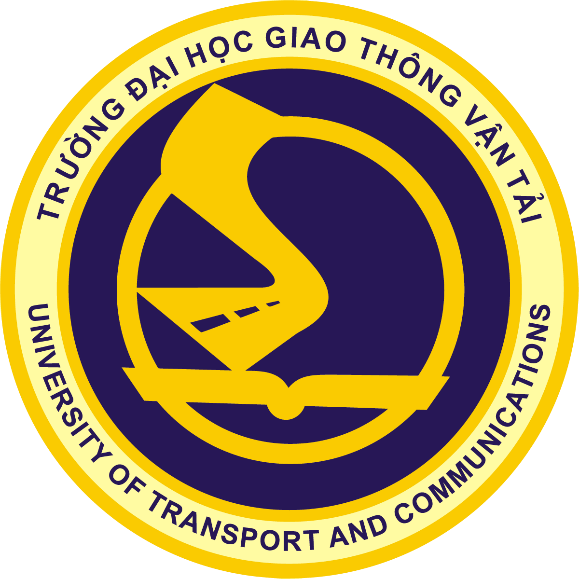 TRƯỜNG ĐẠI HỌC GIAO THÔNG VẬN TẢI
UNIVERSITY OF TRANSPORT AND COMMUNICATIONS